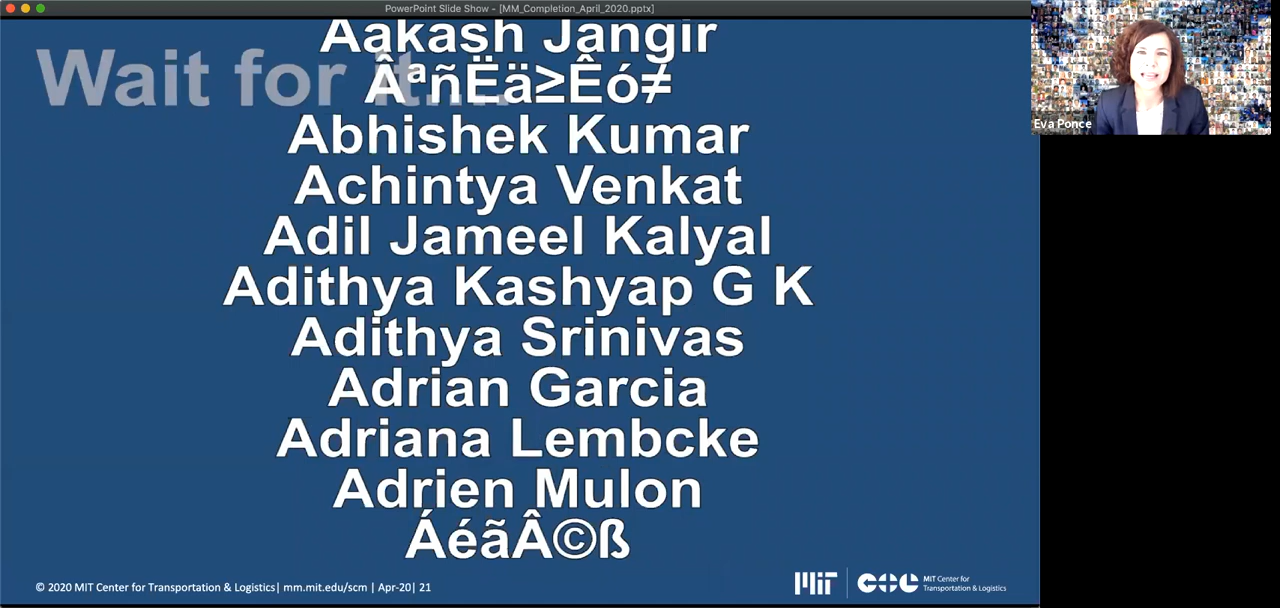 PowerPoint Slide Show - [MM_Completion_April_2020.pptx]
Wait for it....
Aakash Jangir
ÂªñËä≥Êó≠
Abhishek Kumar
Achintya Venkat
Adil Jameel Kalyal
Adithya Kashyap G K
Adithya Srinivas
Adrian Garcia
Adriana Lembcke
Adrien Mulon
ÁéãÂ©ß
Eva Ponce
© 2020 MIT Center for Transportation & Logistics| mm.mit.edu/scm | Apr-20| 21
MIT
CTL
MIT Center for
Transportation & Logistics